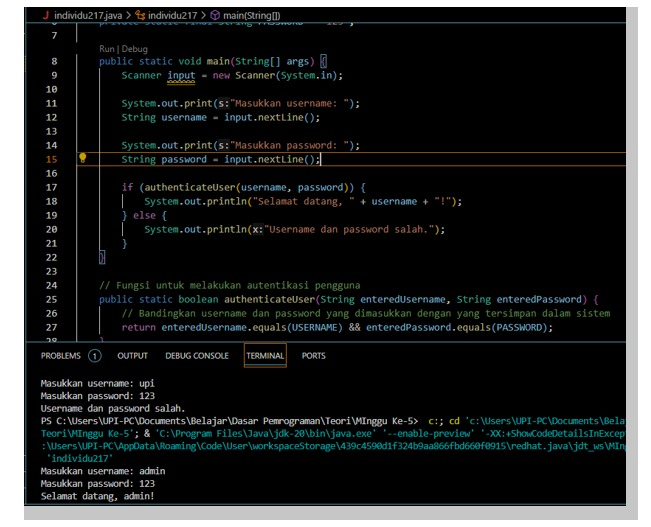 individu217.java > individu217 > main(String[])
7
Run | Debug
8 public static void main(String[] args) {
9 Scanner input = new Scanner(System.in);
10
11 System.out.print(s:"Masukkan username: ");
12 String username = input.nextLine();
13
14 System.out.print(s:"Masukkan password: ");
15 String password = input.nextLine();
16
17 if (authenticateUser(username, password)) {
18 System.out.println("Selamat datang, " + username + "!");
19 } else {
20 System.out.println(x:"Username dan password salah.");
21 }
22 }
23
24 // Fungsi untuk melakukan autentikasi pengguna
25 public static boolean authenticateUser(String enteredUsername, String enteredPassword) {
26 // Bandingkan username dan password yang dimasukkan dengan yang tersimpan dalam sistem
27 return enteredUsername.equals(USERNAME) && enteredPassword.equals(PASSWORD);
28 }
PROBLEMS 1 OUTPUT DEBUG CONSOLE TERMINAL PORTS
Masukkan username: upi
Masukkan password: 123
Username dan password salah.
PS C:\Users\UPI-PC\Documents\Belajar\Dasar Pemrograman\Teori\MInggu Ke-5> c:; cd 'c:\Users\UPI-PC\Documents\Bela
Teori\MInggu Ke-5'; & 'C:\Program Files\Java\jdk-20\bin\java.exe' '--enable-preview' '-XX:+ShowCodeDetailsInExcep
:\Users\UPI-PC\AppData\Roaming\Code\User\workspaceStorage\439c4590d1f324b9aa866fbd660f0915\redhat.java\jdt_ws\MIn
'individu217'
Masukkan username: admin
Masukkan password: 123
Selamat datang, admin!